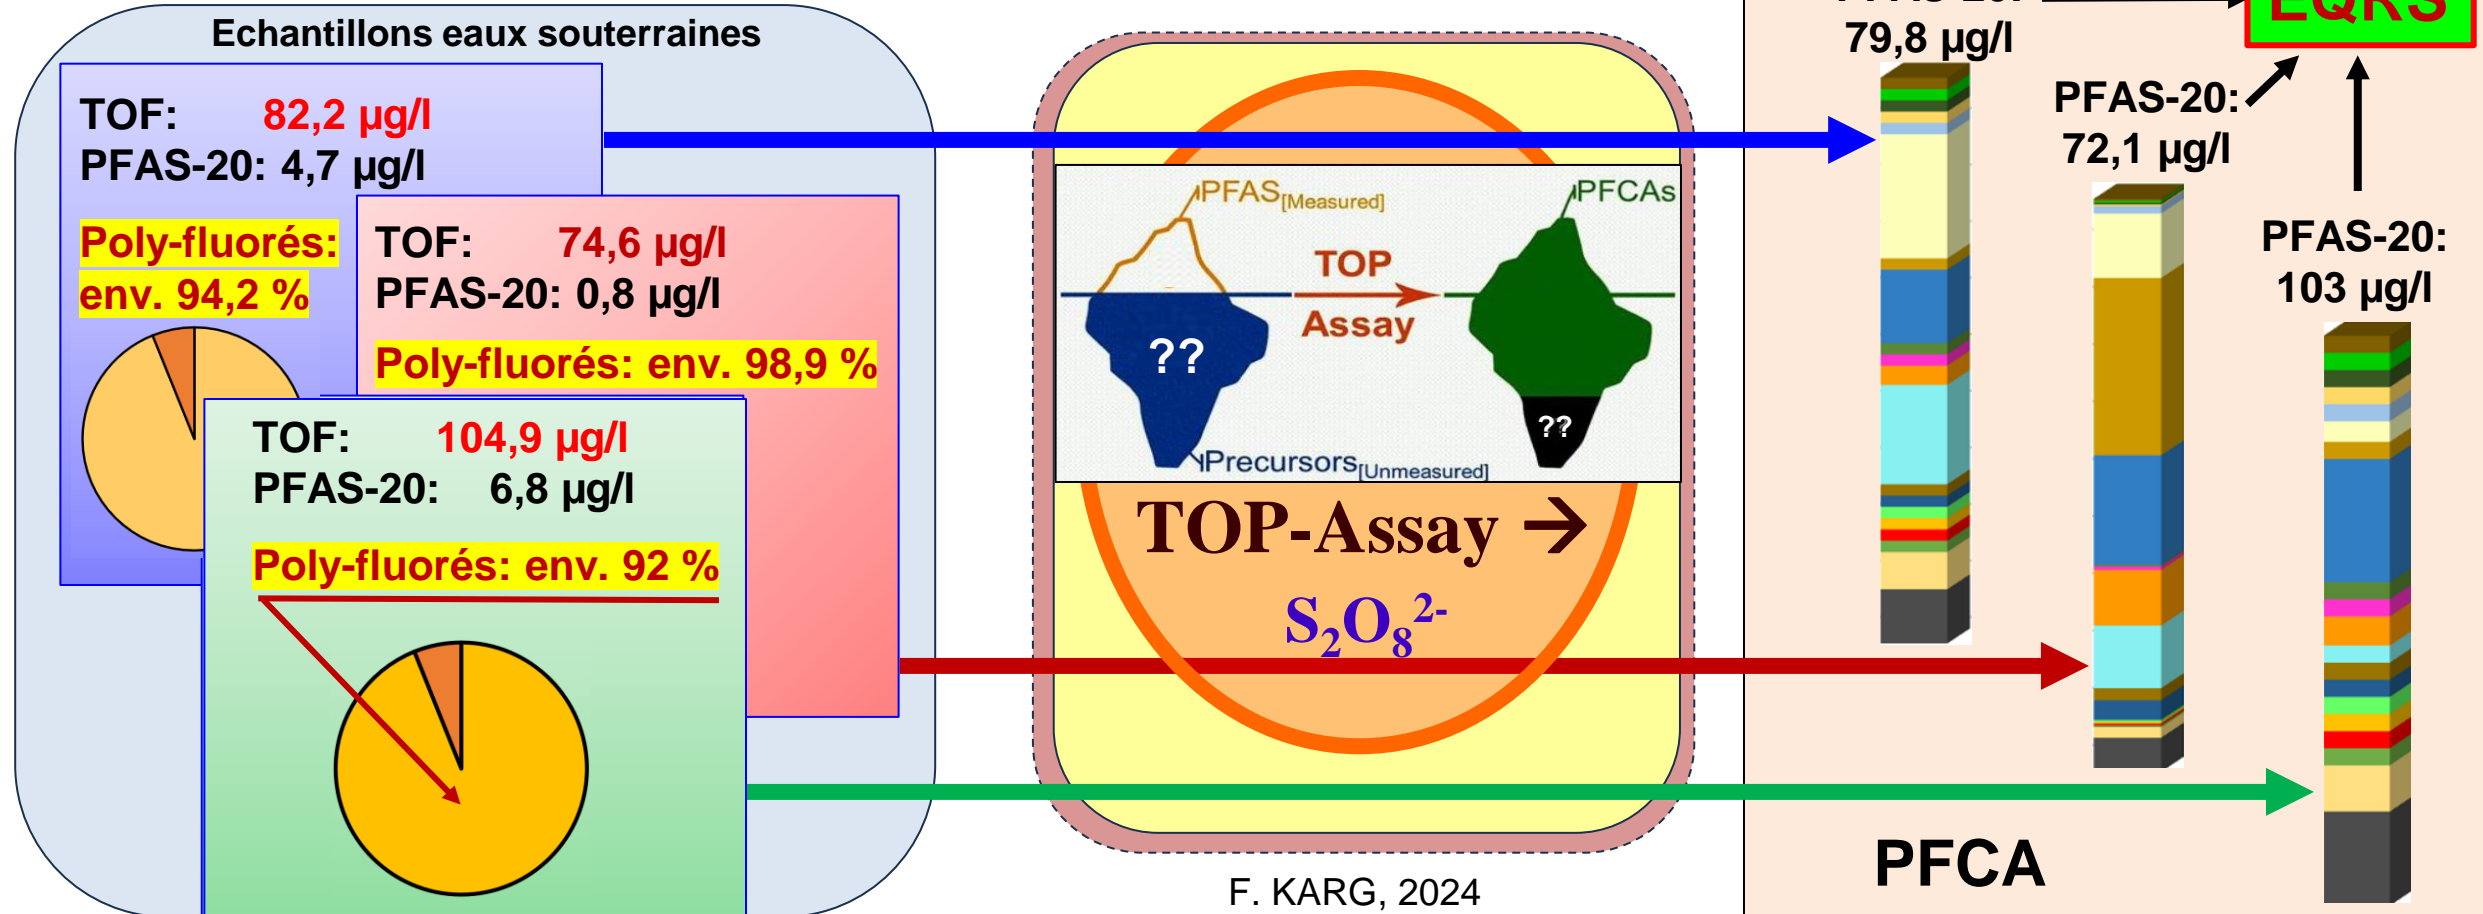 Echantillons eaux souterraines
TOF: 82,2 µg/l
PFAS-20: 4,7 µg/l
Poly-fluorés:
env. 94,2 %
TOF: 74,6 µg/l
PFAS-20: 0,8 µg/l
Poly-fluorés: env. 98,9 %
TOF: 104,9 µg/l
PFAS-20: 6,8 µg/l
Poly-fluorés: env. 92 %
PFAS[Measured]
PFCAs
TOP
Assay
??
??
Precursors[Unmeasured]
TOP-Assay →
S₂O₈²⁻
F. KARG, 2024
PFAS-20:
79,8 µg/l
EQRS
PFAS-20:
72,1 µg/l
PFAS-20:
103 µg/l
PFCA